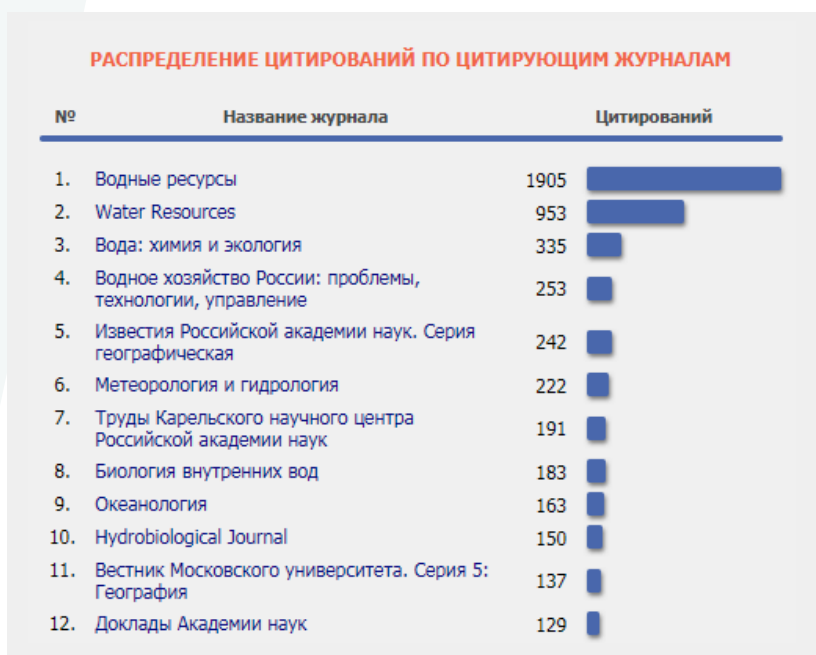 РАСПРЕДЕЛЕНИЕ ЦИТИРОВАНИЙ ПО ЦИТИРУЮЩИМ ЖУРНАЛАМ
№ Название журнала Цитирований
1. Водные ресурсы 1905
2. Water Resources 953
3. Вода: химия и экология 335
4. Водное хозяйство России: проблемы,
технологии, управление 253
5. Известия Российской академии наук. Серия
географическая 242
6. Метеорология и гидрология 222
7. Труды Карельского научного центра
Российской академии наук 191
8. Биология внутренних вод 183
9. Океанология 163
10. Hydrobiological Journal 150
11. Вестник Московского университета. Серия 5:
География 137
12. Доклады Академии наук 129